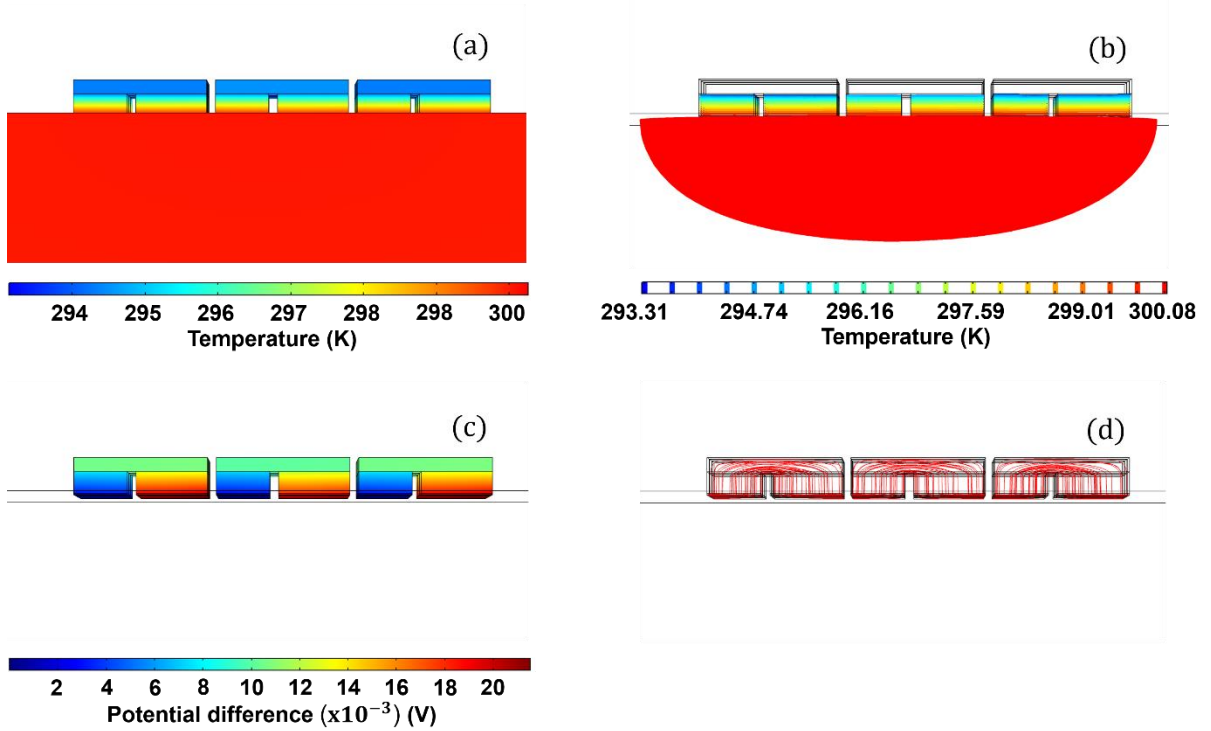 (a)
294 295 296 297 298 298 300
Temperature (K)
(b)
293.31 294.74 296.16 297.59 299.01 300.08
Temperature (K)
(c)
2 4 6 8 10 12 14 16 18 20
Potential difference (x10⁻³) (V)
(d)